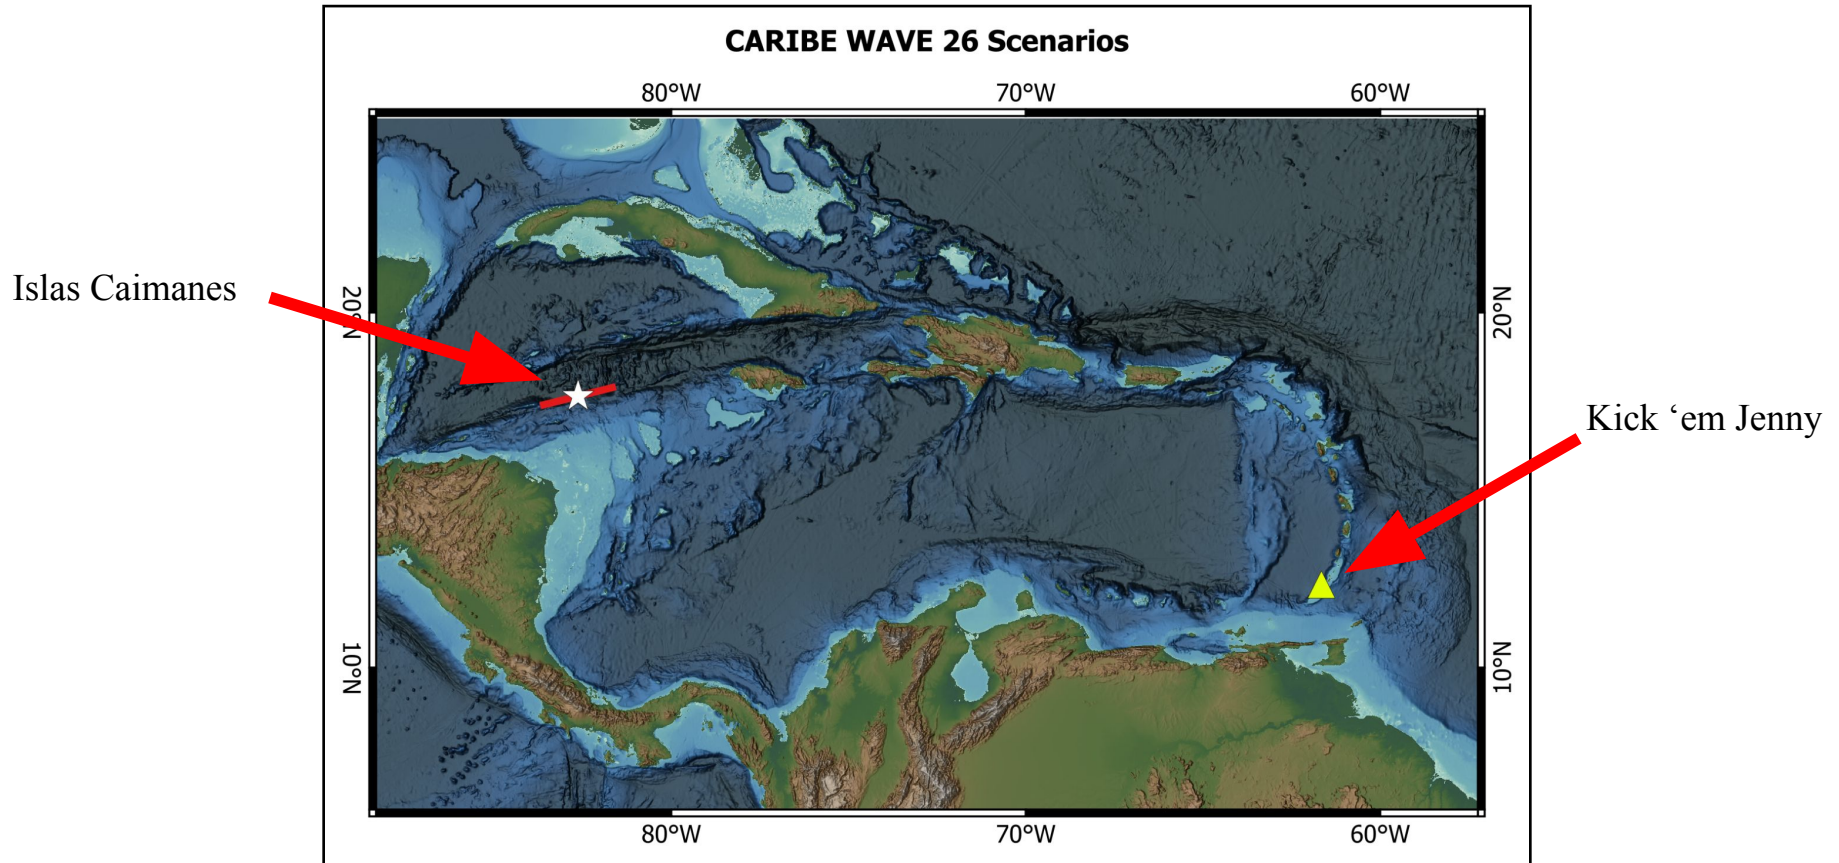 CARIBE WAVE 26 Scenarios
80°W 70°W 60°W
Islas Caimanes
20°N 20°N
Kick ‘em Jenny
10°N 10°N
80°W 70°W 60°W